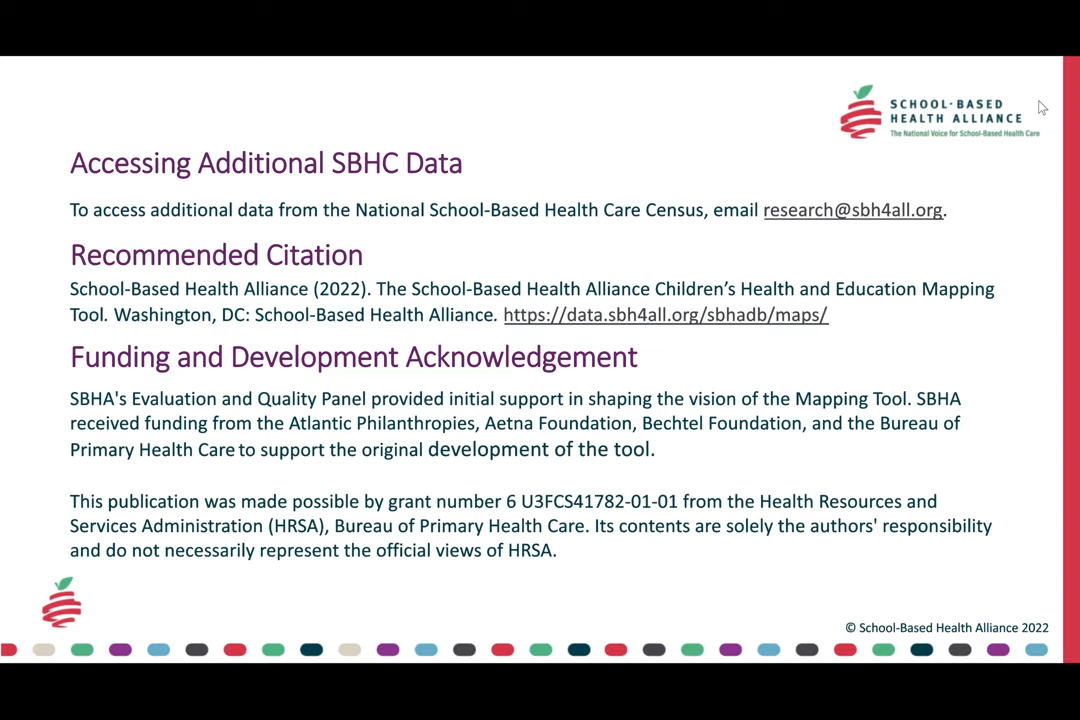 SCHOOL-BASED
HEALTH ALLIANCE
The National Voice for School-Based Health Care
Accessing Additional SBHC Data
To access additional data from the National School-Based Health Care Census, email research@sbh4all.org.
Recommended Citation
School-Based Health Alliance (2022). The School-Based Health Alliance Children’s Health and Education Mapping
Tool. Washington, DC: School-Based Health Alliance. https://data.sbh4all.org/sbhadb/maps/
Funding and Development Acknowledgement
SBHA's Evaluation and Quality Panel provided initial support in shaping the vision of the Mapping Tool. SBHA
received funding from the Atlantic Philanthropies, Aetna Foundation, Bechtel Foundation, and the Bureau of
Primary Health Care to support the original development of the tool.
This publication was made possible by grant number 6 U3FCS41782-01-01 from the Health Resources and
Services Administration (HRSA), Bureau of Primary Health Care. Its contents are solely the authors' responsibility
and do not necessarily represent the official views of HRSA.
© School-Based Health Alliance 2022